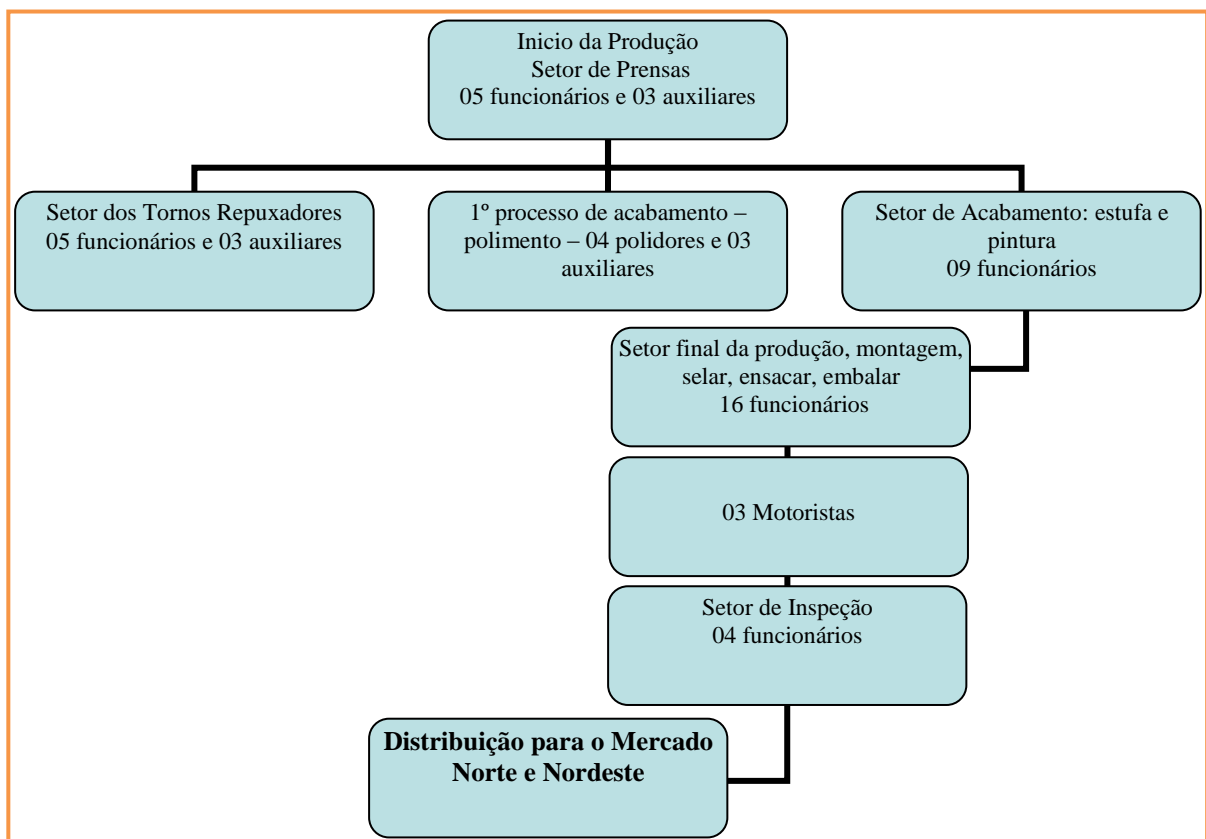 Inicio da Produção
Setor de Prensas
05 funcionários e 03 auxiliares
Setor dos Tornos Repuxadores
05 funcionários e 03 auxiliares
1º processo de acabamento –
polimento – 04 polidores e 03
auxiliares
Setor de Acabamento: estufa e
pintura
09 funcionários
Setor final da produção, montagem,
selar, ensacar, embalar
16 funcionários
03 Motoristas
Setor de Inspeção
04 funcionários
Distribuição para o Mercado
Norte e Nordeste